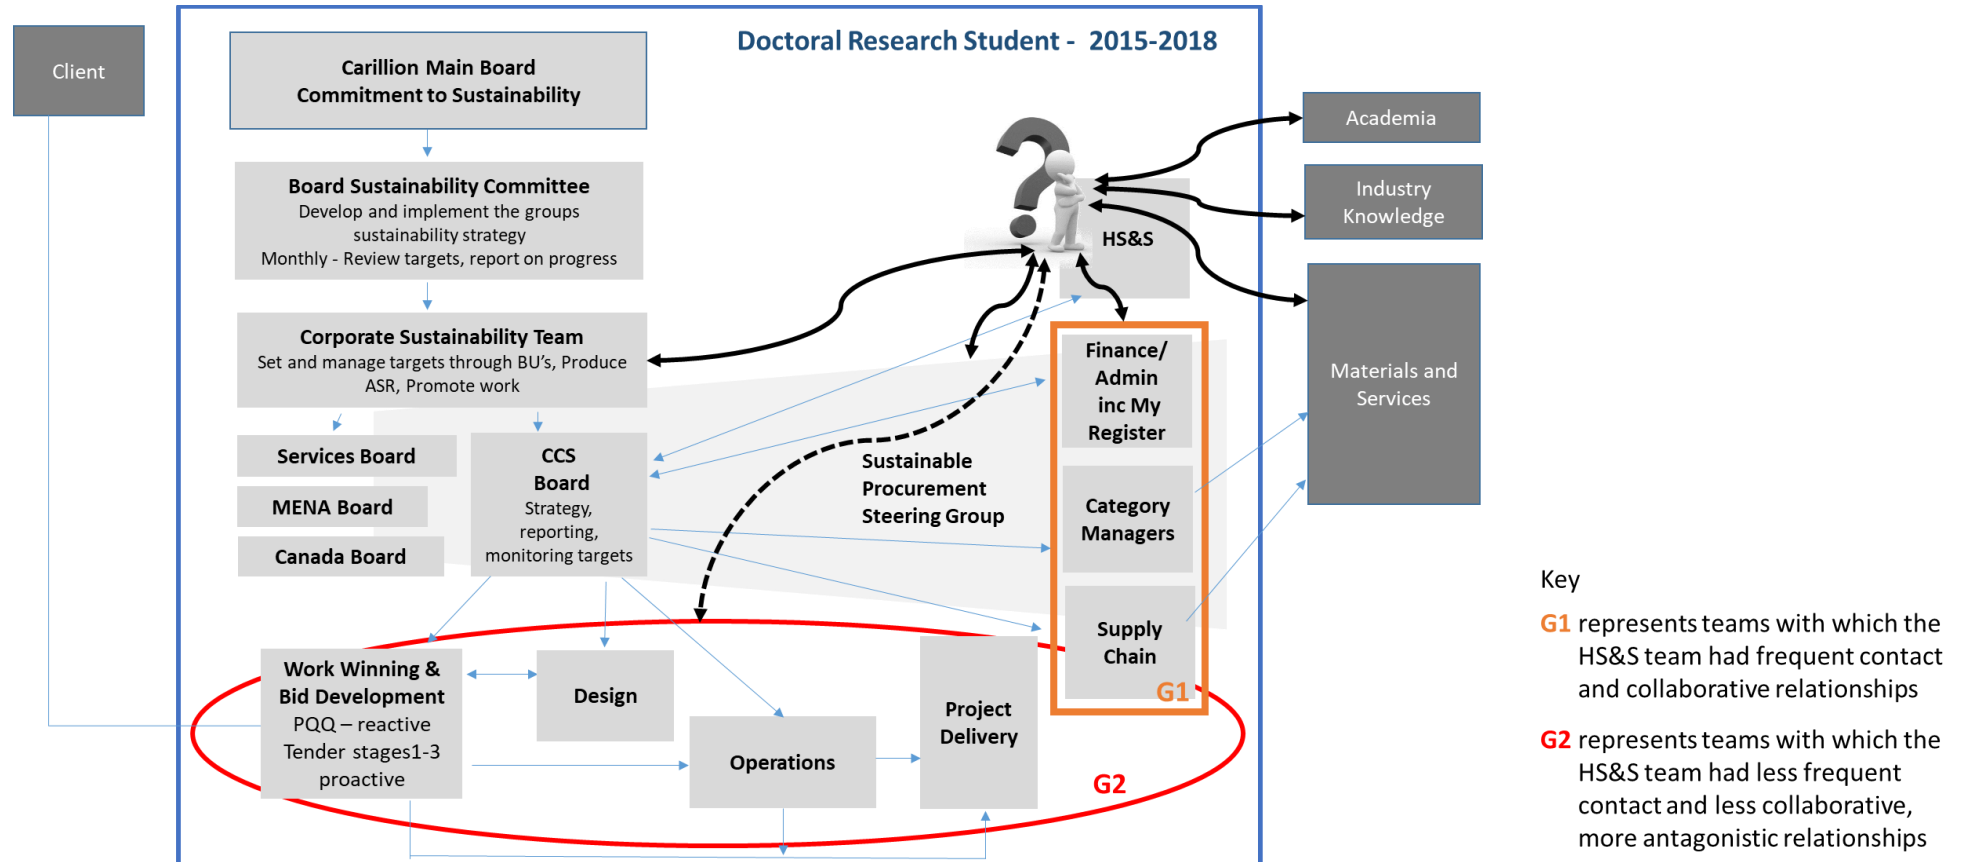 Doctoral Research Student - 2015-2018
Client
Carillion Main Board
Commitment to Sustainability
Board Sustainability Committee
Develop and implement the groups
sustainability strategy
Monthly - Review targets, report on progress
Corporate Sustainability Team
Set and manage targets through BU's, Produce
ASR, Promote work
Services Board
MENA Board
Canada Board
CCS
Board
Strategy,
reporting,
monitoring targets
HS&S
Academia
Industry
Knowledge
Materials and
Services
Finance/
Admin
inc My
Register
Category
Managers
Supply
Chain
G1
Sustainable
Procurement
Steering Group
Work Winning &
Bid Development
PQQ – reactive
Tender stages1-3
proactive
Design
Operations
Project
Delivery
G2
Key
G1 represents teams with which the
HS&S team had frequent contact
and collaborative relationships
G2 represents teams with which the
HS&S team had less frequent
contact and less collaborative,
more antagonistic relationships